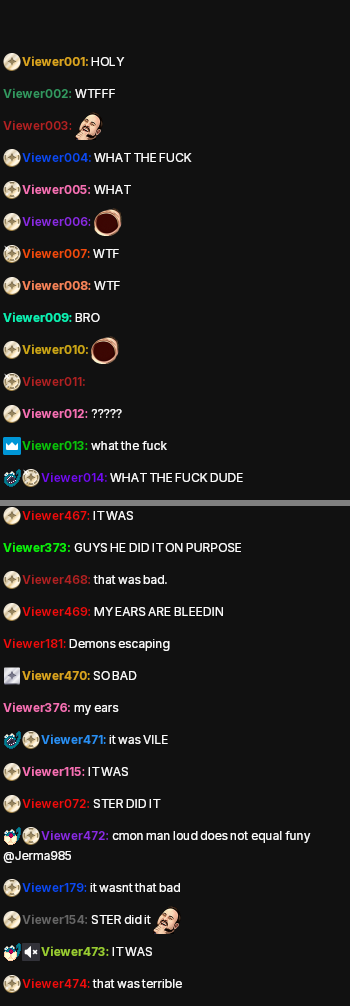 Viewer001: HOLY
Viewer002: WTFFF
Viewer003:
Viewer004: WHAT THE FUCK
Viewer005: WHAT
Viewer006:
Viewer007: WTF
Viewer008: WTF
Viewer009: BRO
Viewer010:
Viewer011:
Viewer012: ?????
Viewer013: what the fuck
Viewer014: WHAT THE FUCK DUDE
Viewer467: IT WAS
Viewer373: GUYS HE DID IT ON PURPOSE
Viewer468: that was bad.
Viewer469: MY EARS ARE BLEEDIN
Viewer181: Demons escaping
Viewer470: SO BAD
Viewer376: my ears
Viewer471: it was VILE
Viewer115: IT WAS
Viewer072: STER DID IT
Viewer472: cmon man loud does not equal funy
@Jerma985
Viewer179: it wasnt that bad
Viewer154: STER did it
Viewer473: IT WAS
Viewer474: that was terrible